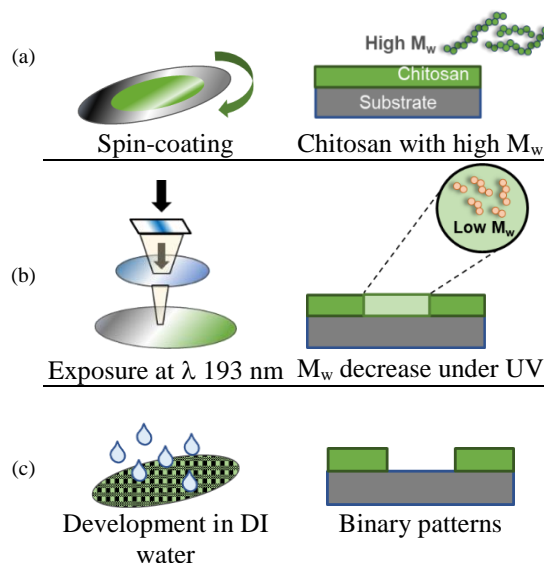 High Mw
(a)
Chitosan
Substrate
Spin-coating
Chitosan with high Mw
Low Mw
(b)
Exposure at λ 193 nm
Mw decrease under UV
(c)
Development in DI
water
Binary patterns